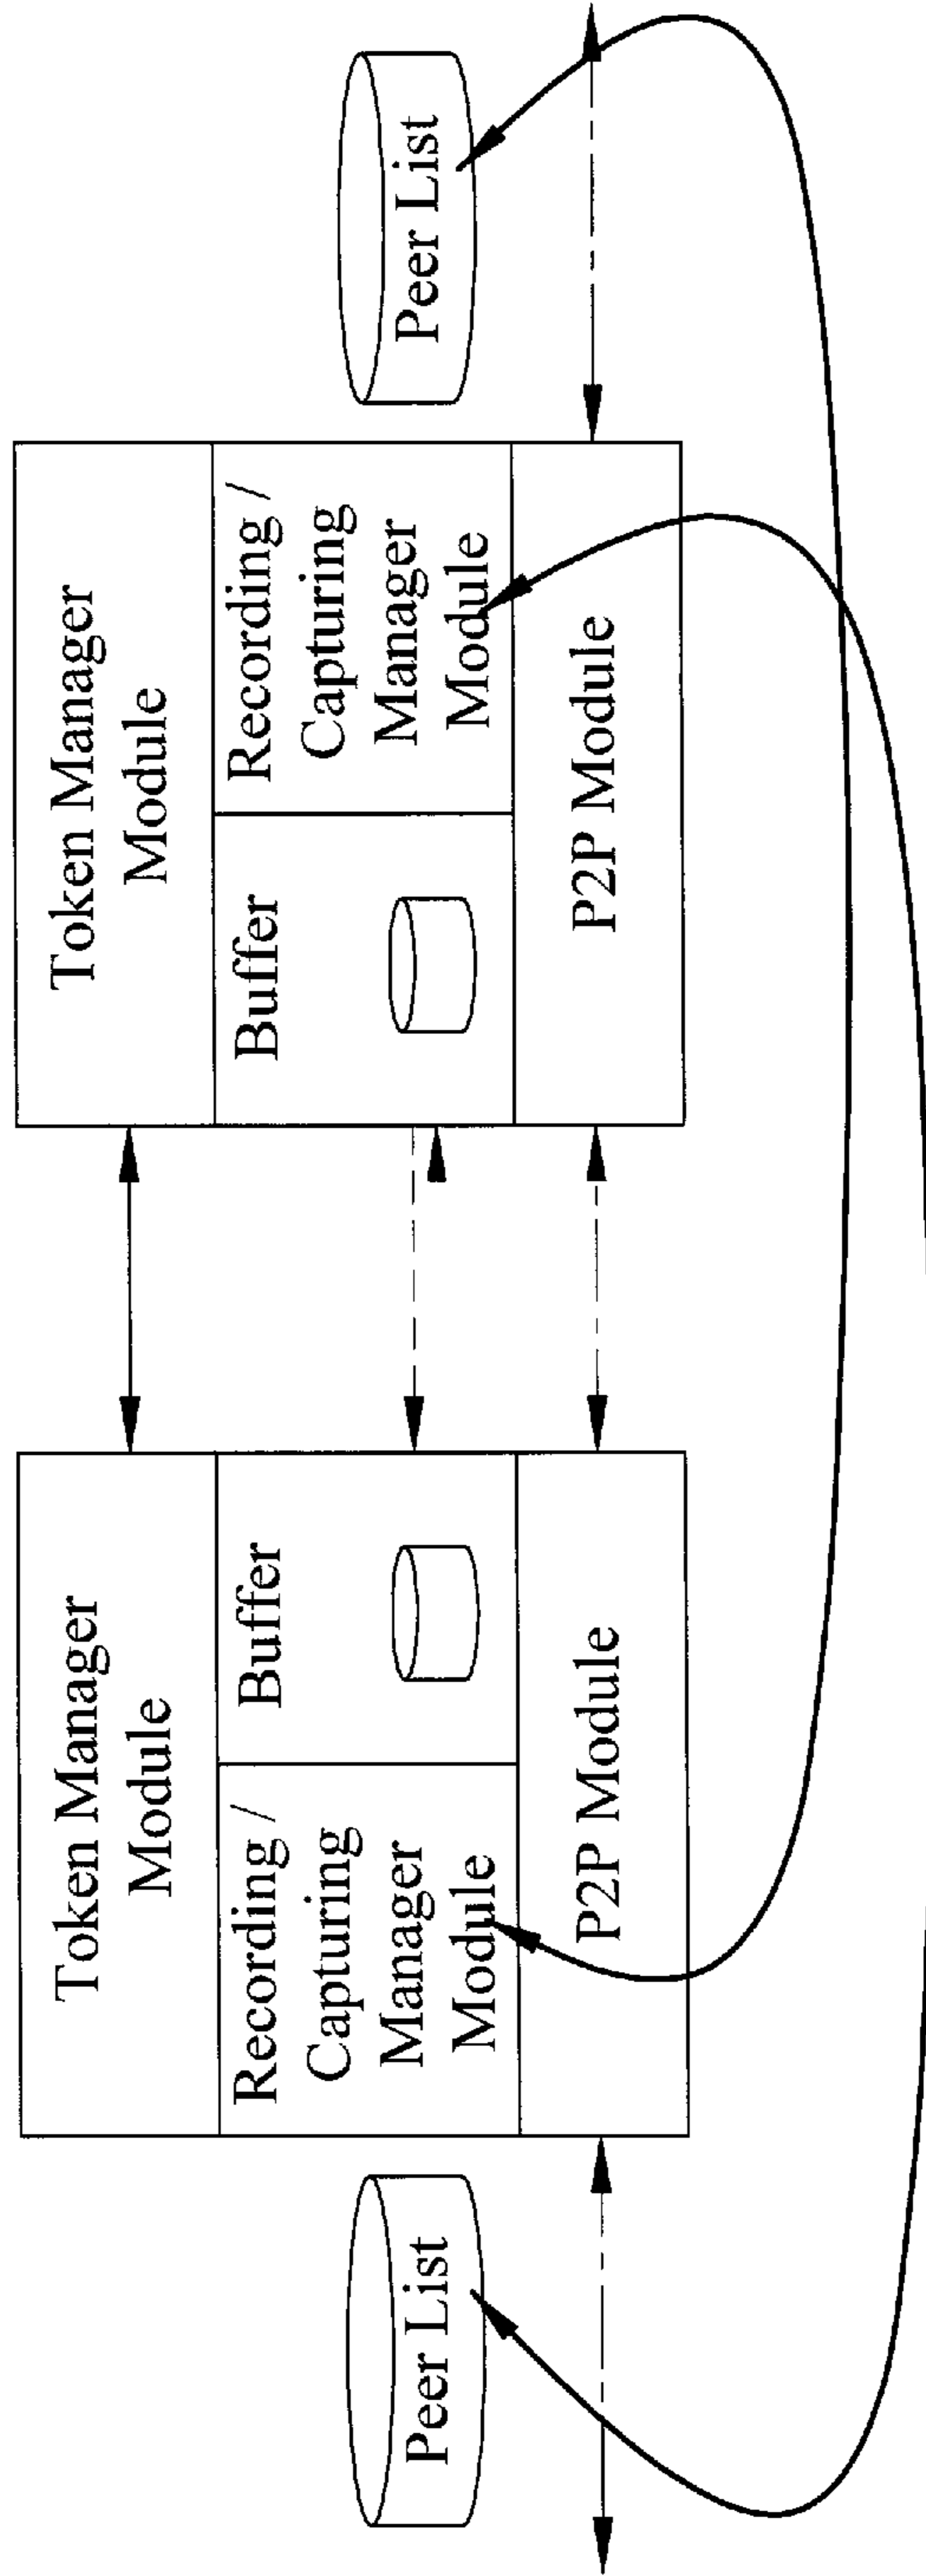 Peer List
Token Manager
Module
Recording /
Capturing
Manager
Module
Buffer
P2P Module
Token Manager
Module
Buffer
Recording /
Capturing
Manager
Module
P2P Module
Peer List